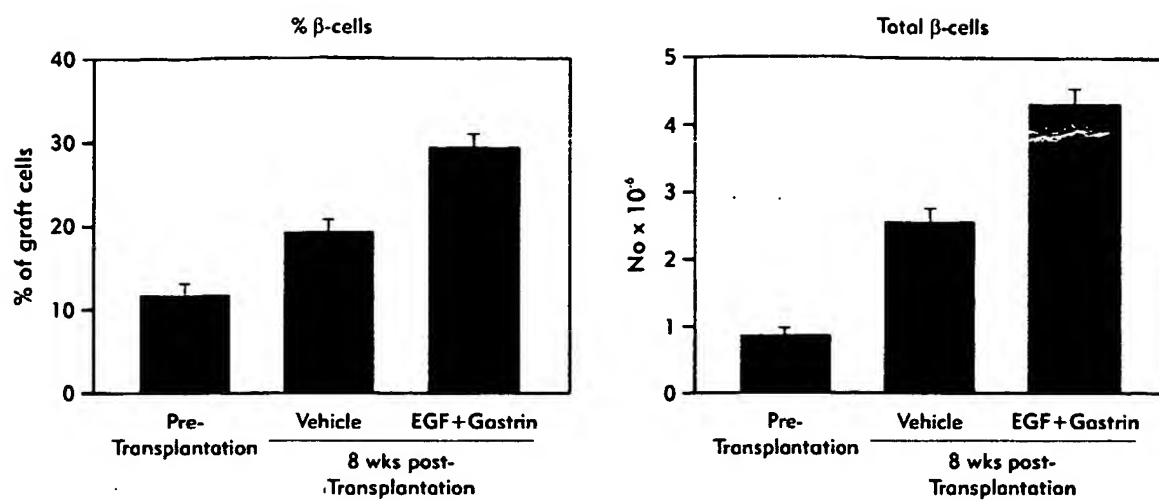 % β-cells
40
30
20
10
0
% of graft cells
Pre-
Transplantation
Vehicle
EGF+Gastrin
8 wks post-
Transplantation
Total β-cells
5
4
3
2
1
0
No x 10⁻⁶
Pre-
Transplantation
Vehicle
EGF+Gastrin
8 wks post-
Transplantation